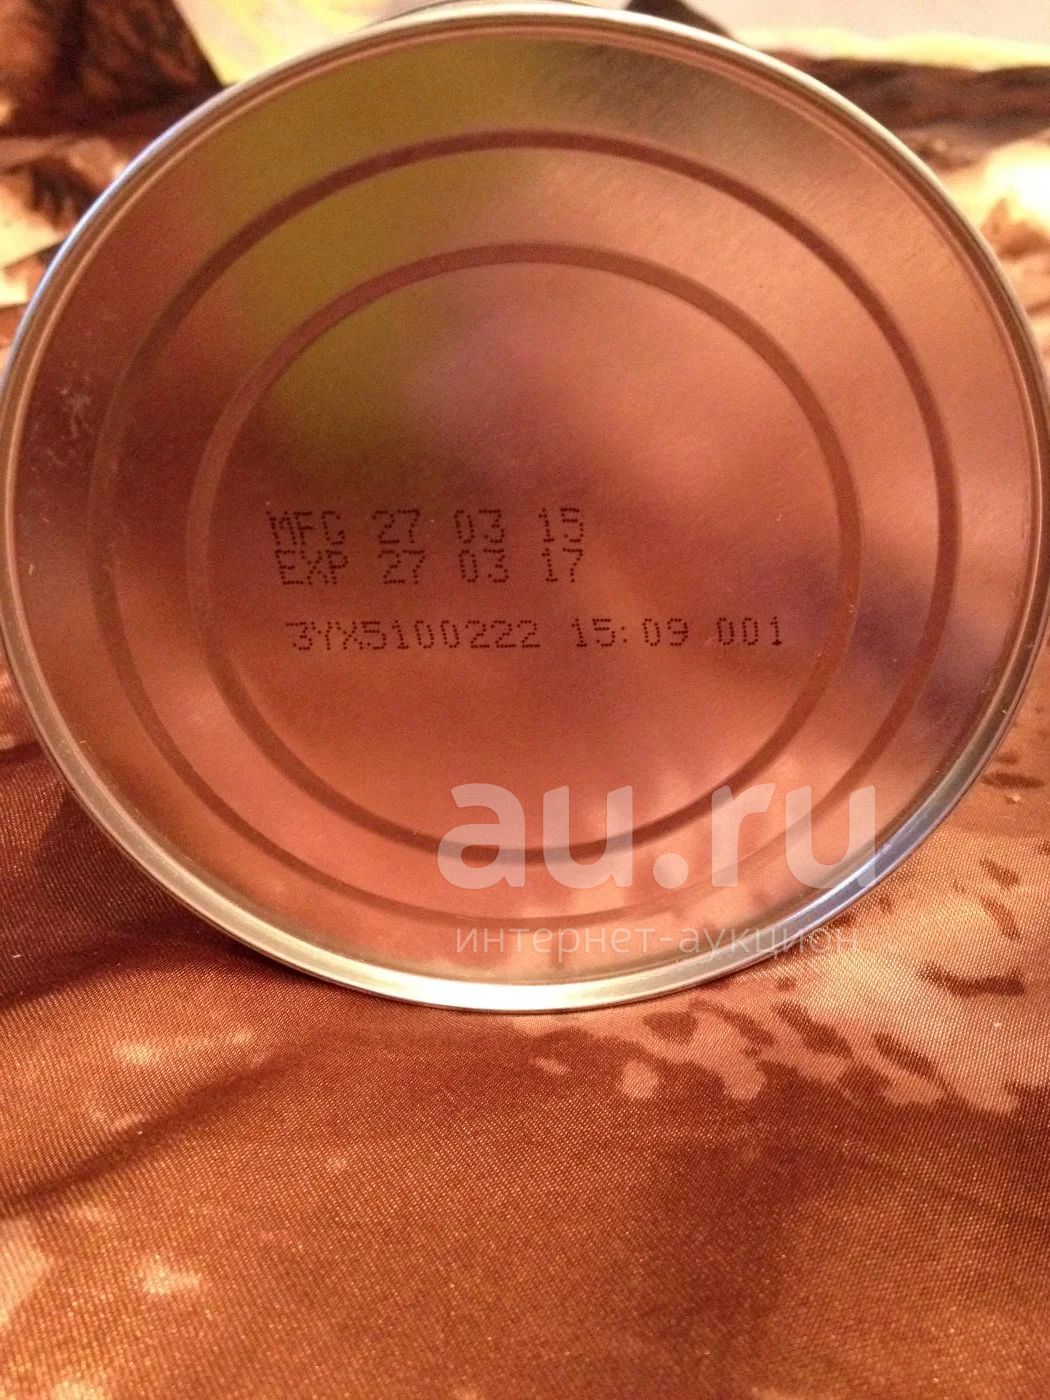 MFG 27 03 15
EXP 27 03 17
3YX5100222 15:09 001
au.ru
интернет-аукцион